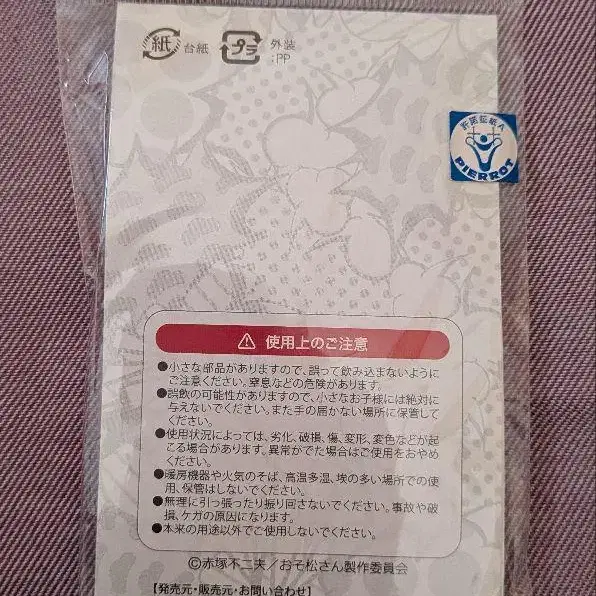 紙 台紙
プラ 外装
:PP
許諾証紙A
PIERROT
⚠ 使用上のご注意
●小さな部品がありますので、誤って飲み込まないように
ご注意ください。窒息などの危険があります。
●誤飲の可能性がありますので、小さなお子様には絶対に
与えないでください。また手の届かない場所に保管して
ください。
●使用状況によっては、劣化、破損、傷、変形、変色などが起
こる場合があります。異常がでた場合はご使用をおやめ
ください。
●暖房機器や火気のそば、高温多湿、埃の多い場所での使
用、保管はしないでください。
●無理に引っ張ったり振り回さないでください。事故や破
損、ケガの原因になります。
●本来の用途以外でご使用しないでください。
©赤塚不二夫/おそ松さん製作委員会
【発売元・販売元・お問い合わせ】